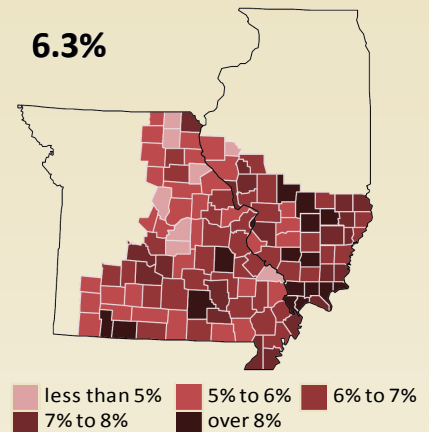 6.3%
less than 5% 5% to 6% 6% to 7%
7% to 8% over 8%